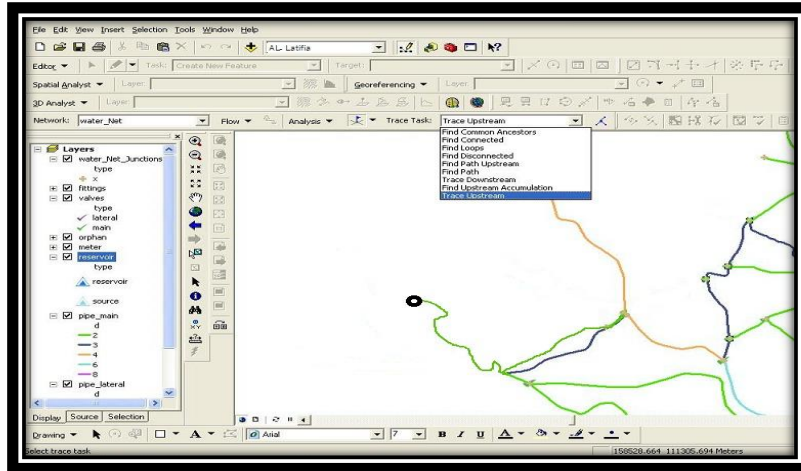 File Edit View Insert Selection Tools Window Help
AL- Latifia
Editor Task: Create New Feature Target:
Spatial Analyst Layer: Georeferencing Layer:
3D Analyst Layer:
Network: water_Net Flow Analysis Trace Task: Trace Upstream
Find Common Ancestors
Find Connected
Find Loops
Find Disconnected
Find Path Upstream
Find Path
Trace Downstream
Find Upstream Accumulation
Trace Upstream
Layers
water_Net_Junctions
type
x
fittings
valves
type
lateral
main
orphan
meter
reservoir
type
reservoir
source
pipe_main
d
2
3
4
6
8
pipe_lateral
d
Display Source Selection
Drawing A Arial 7 B I U A
Select trace task 158528.664 111305.694 Meters